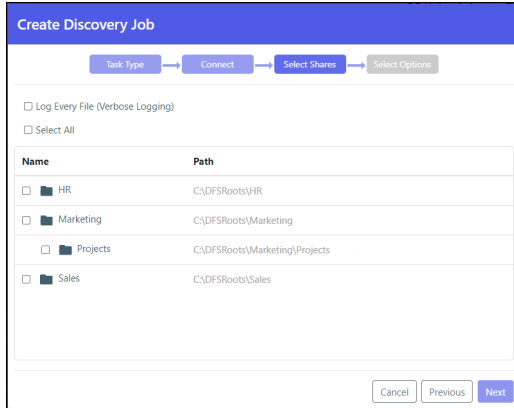 Create Discovery Job
Task Type Connect Select Shares Select Options
Log Every File (Verbose Logging)
Select All
Name Path
HR C:\DFSRoots\HR
Marketing C:\DFSRoots\Marketing
Projects C:\DFSRoots\Marketing\Projects
Sales C:\DFSRoots\Sales
Cancel Previous Next